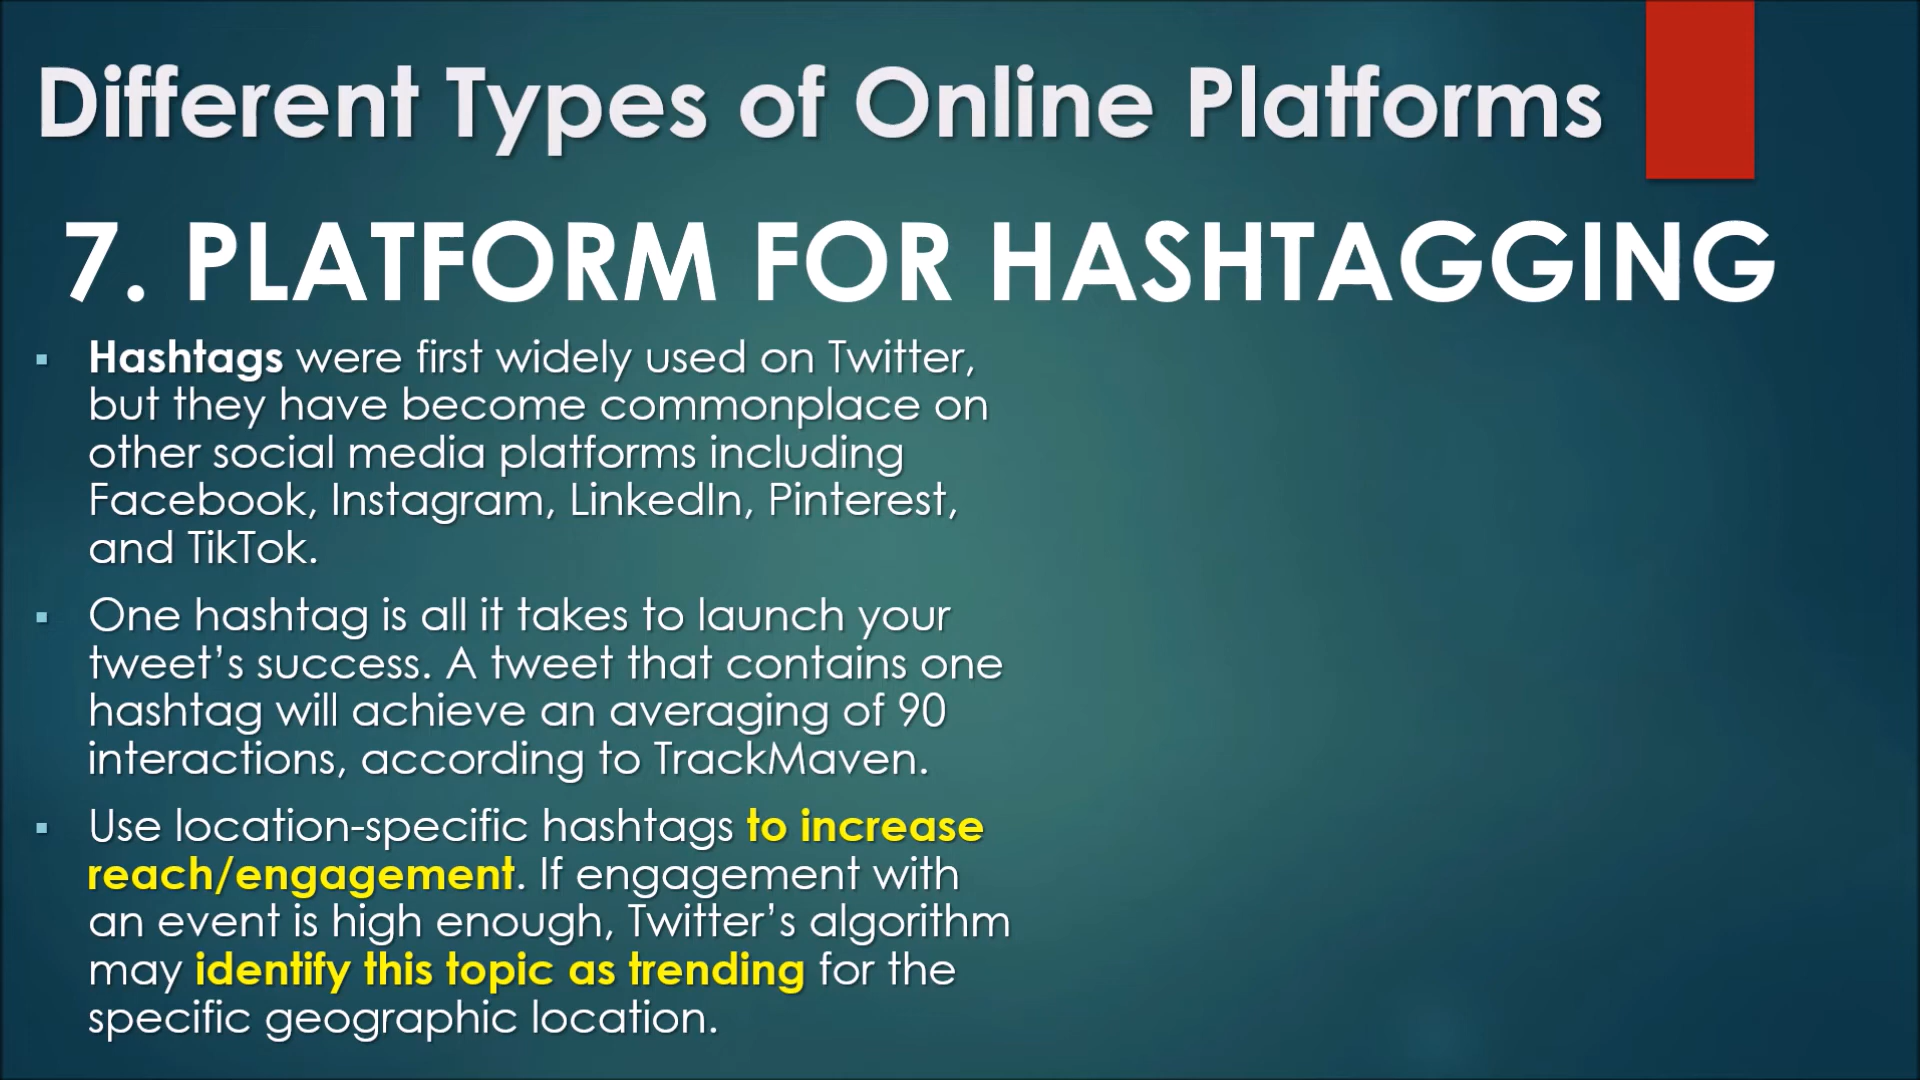 Different Types of Online Platforms
7. PLATFORM FOR HASHTAGGING
▪ Hashtags were first widely used on Twitter,
but they have become commonplace on
other social media platforms including
Facebook, Instagram, LinkedIn, Pinterest,
and TikTok.
▪ One hashtag is all it takes to launch your
tweet’s success. A tweet that contains one
hashtag will achieve an averaging of 90
interactions, according to TrackMaven.
▪ Use location-specific hashtags to increase
reach/engagement. If engagement with
an event is high enough, Twitter’s algorithm
may identify this topic as trending for the
specific geographic location.